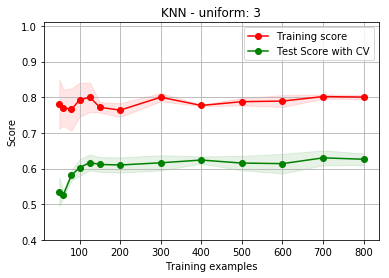 KNN - uniform: 3
Training score
Test Score with CV
1.0
0.9
0.8
0.7
0.6
0.5
0.4
Score
100 200 300 400 500 600 700 800
Training examples